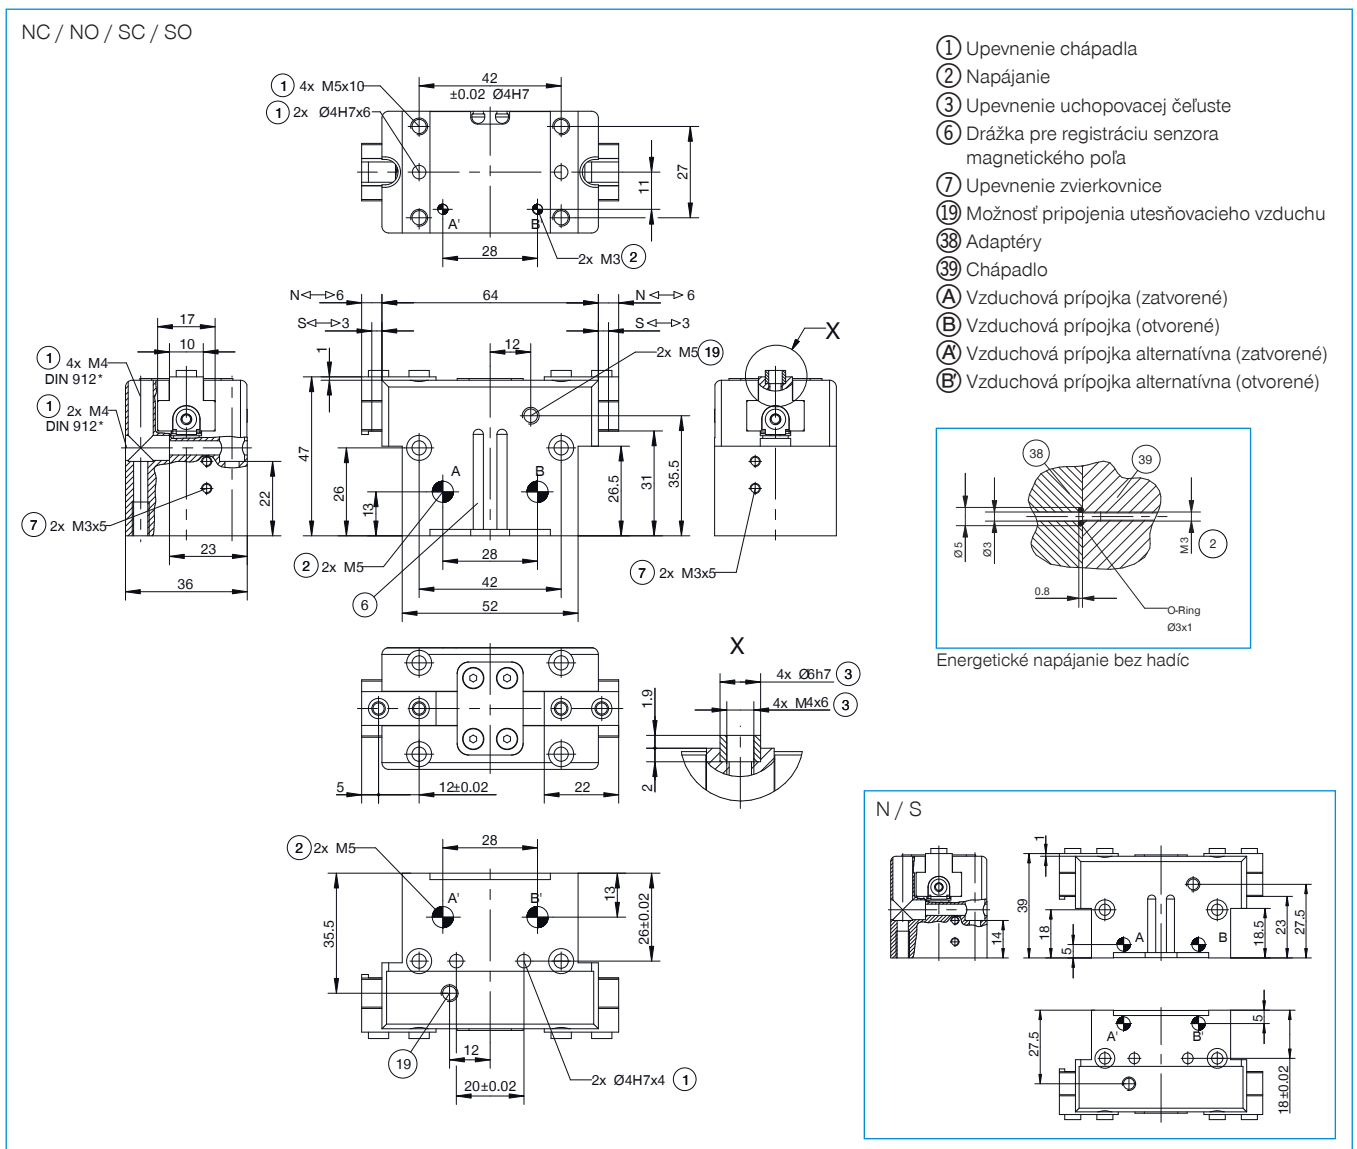 NC / NO / SC / SO
1 4x M5x10
42
±0.02 Ø4H7
1 2x Ø4H7x6
27
11
A'
B
28
2x M3 2
1 Upevnenie chápadla
2 Napájanie
3 Upevnenie uchopovacej čeľuste
6 Drážka pre registráciu senzora
magnetického poľa
7 Upevnenie zvierkovnice
19 Možnosť pripojenia utesňovacieho vzduchu
38 Adaptéry
39 Chápadlo
A Vzduchová prípojka (zatvorené)
B Vzduchová prípojka (otvorené)
A' Vzduchová prípojka alternatívna (zatvorené)
B' Vzduchová prípojka alternatívna (otvorené)
17
10
1 4x M4
DIN 912*
1 2x M4
DIN 912*
22
7 2x M3x5
23
36
N 6
64
N 6
S 3
S 3
1
12
2x M5 19
47
26
13
A
B
26.5
31
35.5
2 2x M5
28
42
6
52
X
7 2x M3x5
38
39
Ø5
Ø3
M3
2
0.8
O-Ring
Ø3x1
Energetické napájanie bez hadíc
5
12±0.02
22
X
4x Ø6h7 3
4x M4x6 3
1.9
2
2 2x M5
28
A'
B'
13
26±0.02
35.5
19
12
20±0.02
2x Ø4H7x4 1
N / S
14
1
39
18
5
A
B
18.5
23
27.5
27.5
A'
B'
5
18±0.02